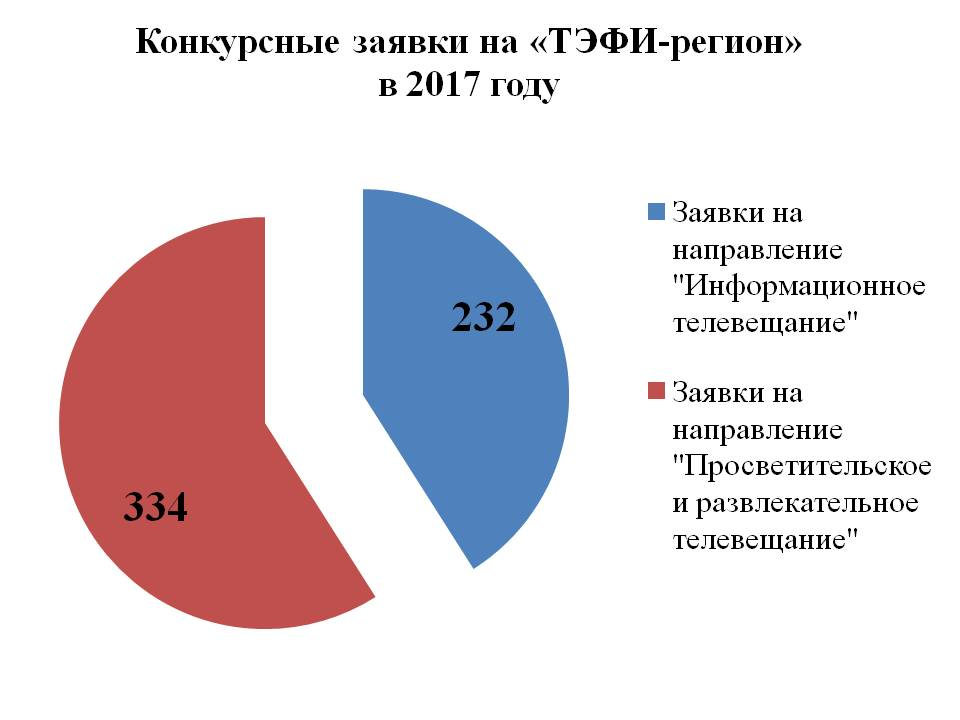 Конкурсные заявки на «ТЭФИ-регион»
в 2017 году
232
334
Заявки на
направление
"Информационное
телевещание"
Заявки на
направление
"Просветительское
и развлекательное
телевещание"